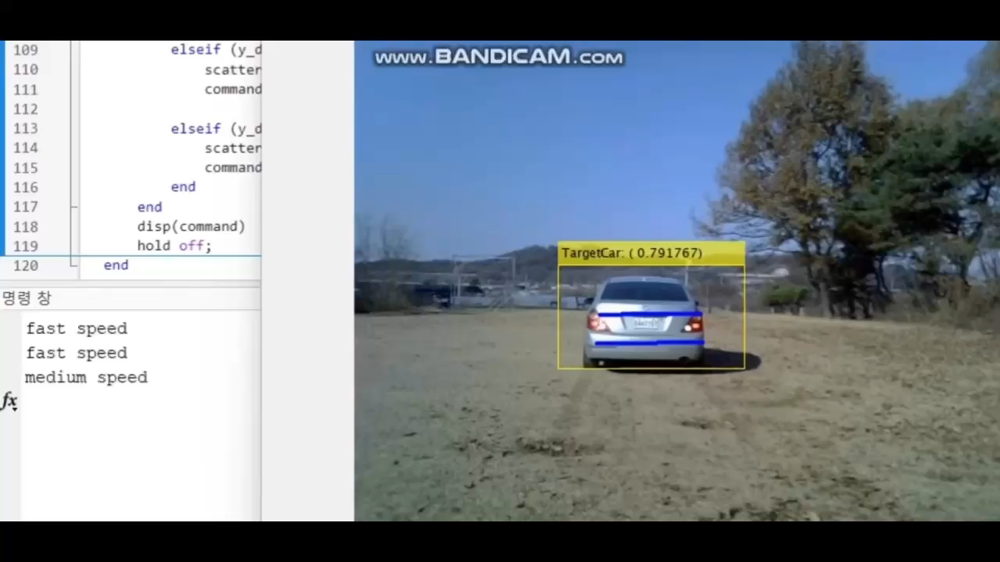 109 elseif (y_d
110 scatter
111 command
112
113 elseif (y_d
114 scatter
115 command
116 end
117 end
118 disp(command)
119 hold off;
120 end
명령 창
fast speed
fast speed
medium speed
fx
www.BANDICAM.com
TargetCar: ( 0.791767)